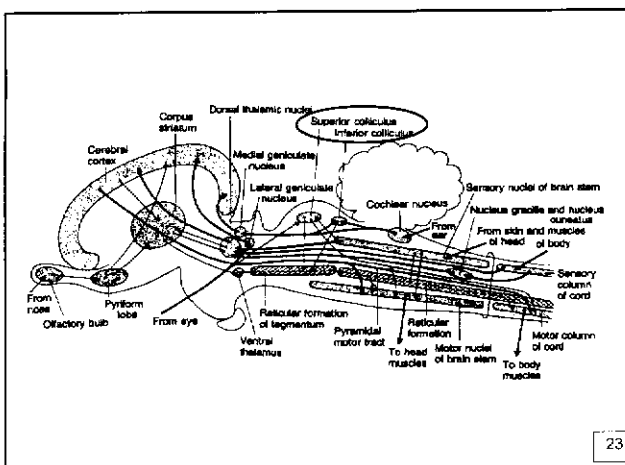 Corpus
striatum
Dorsal thalamic nuclei
Superior colliculus
Inferior colliculus
Cerebral
cortex
Medial geniculate
nucleus
Lateral geniculate
nucleus
Cochlear nucleus
Sensory nuclei of brain stem
Nucleus gracilis and nucleus
cuneatus
From
ear
From skin and muscles
of head
of body
Sensory
column
of cord
From
nose
Olfactory bulb
Pyriform
lobe
From eye
Reticular formation
of tegmentum
Ventral
thalamus
Pyramidal
motor tract
Reticular
formation
To head
muscles
Motor nuclei
of brain stem
To body
muscles
Motor column
of cord
23